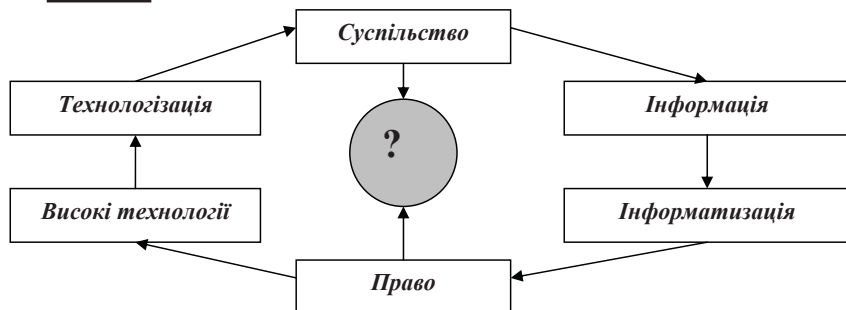 Суспільство
Технологізація
Інформація
?
Високі технології
Інформатизація
Право